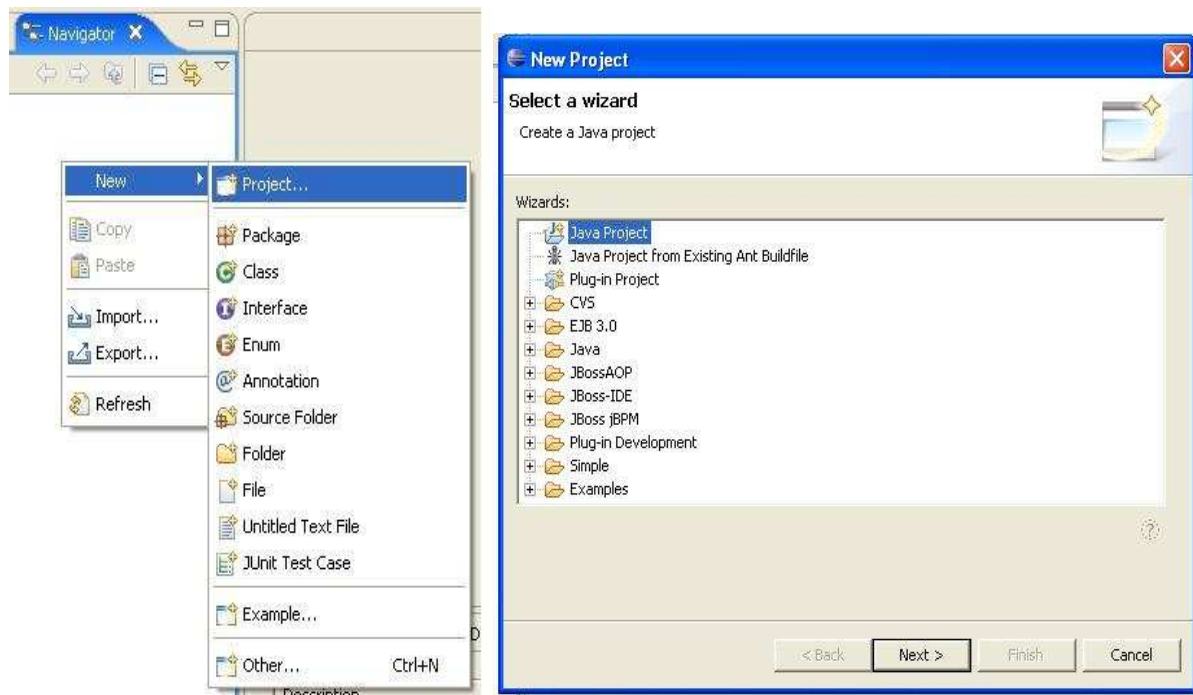 Navigator
New
Copy
Paste
Import...
Export...
Refresh
Project...
Package
Class
Interface
Enum
Annotation
Source Folder
Folder
File
Untitled Text File
JUnit Test Case
Example...
Other... Ctrl+N
D
Description
New Project
Select a wizard
Create a Java project
Wizards:
Java Project
Java Project from Existing Ant Buildfile
Plug-in Project
CVS
EJB 3.0
Java
JBossAOP
JBoss-IDE
JBoss jBPM
Plug-in Development
Simple
Examples
< Back
Next >
Finish
Cancel